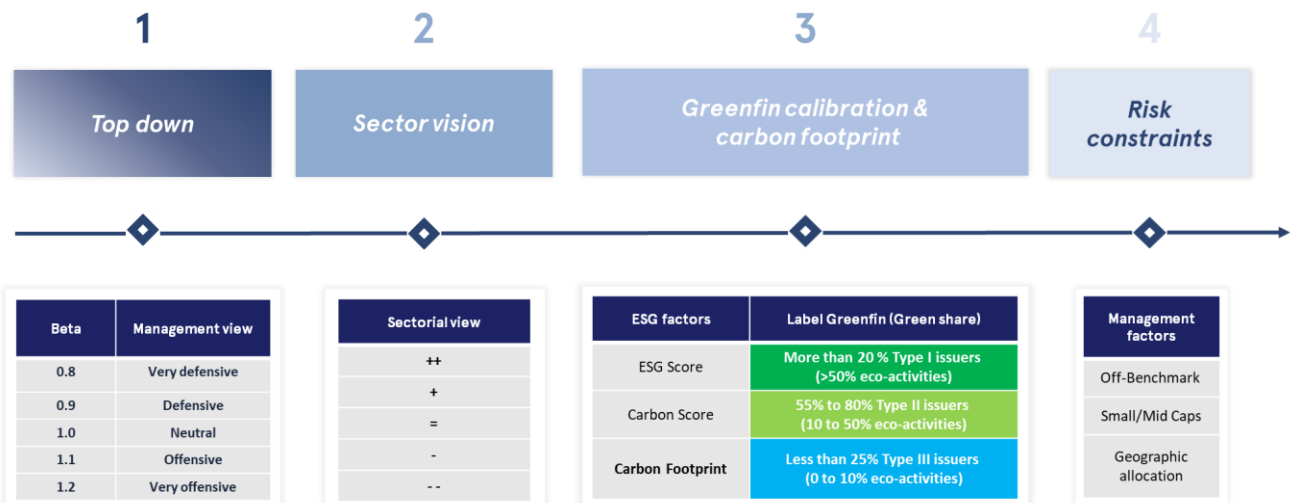 1
2
3
4
Top down
Sector vision
Greenfin calibration &
carbon footprint
Risk
constraints
Beta
Management view
0.8
Very defensive
0.9
Defensive
1.0
Neutral
1.1
Offensive
1.2
Very offensive
Sectorial view
++
+
=
-
- -
ESG factors
Label Greenfin (Green share)
ESG Score
More than 20 % Type I issuers
(>50% eco-activities)
Carbon Score
55% to 80% Type II issuers
(10 to 50% eco-activities)
Carbon Footprint
Less than 25% Type III issuers
(0 to 10% eco-activities)
Management
factors
Off-Benchmark
Small/Mid Caps
Geographic
allocation